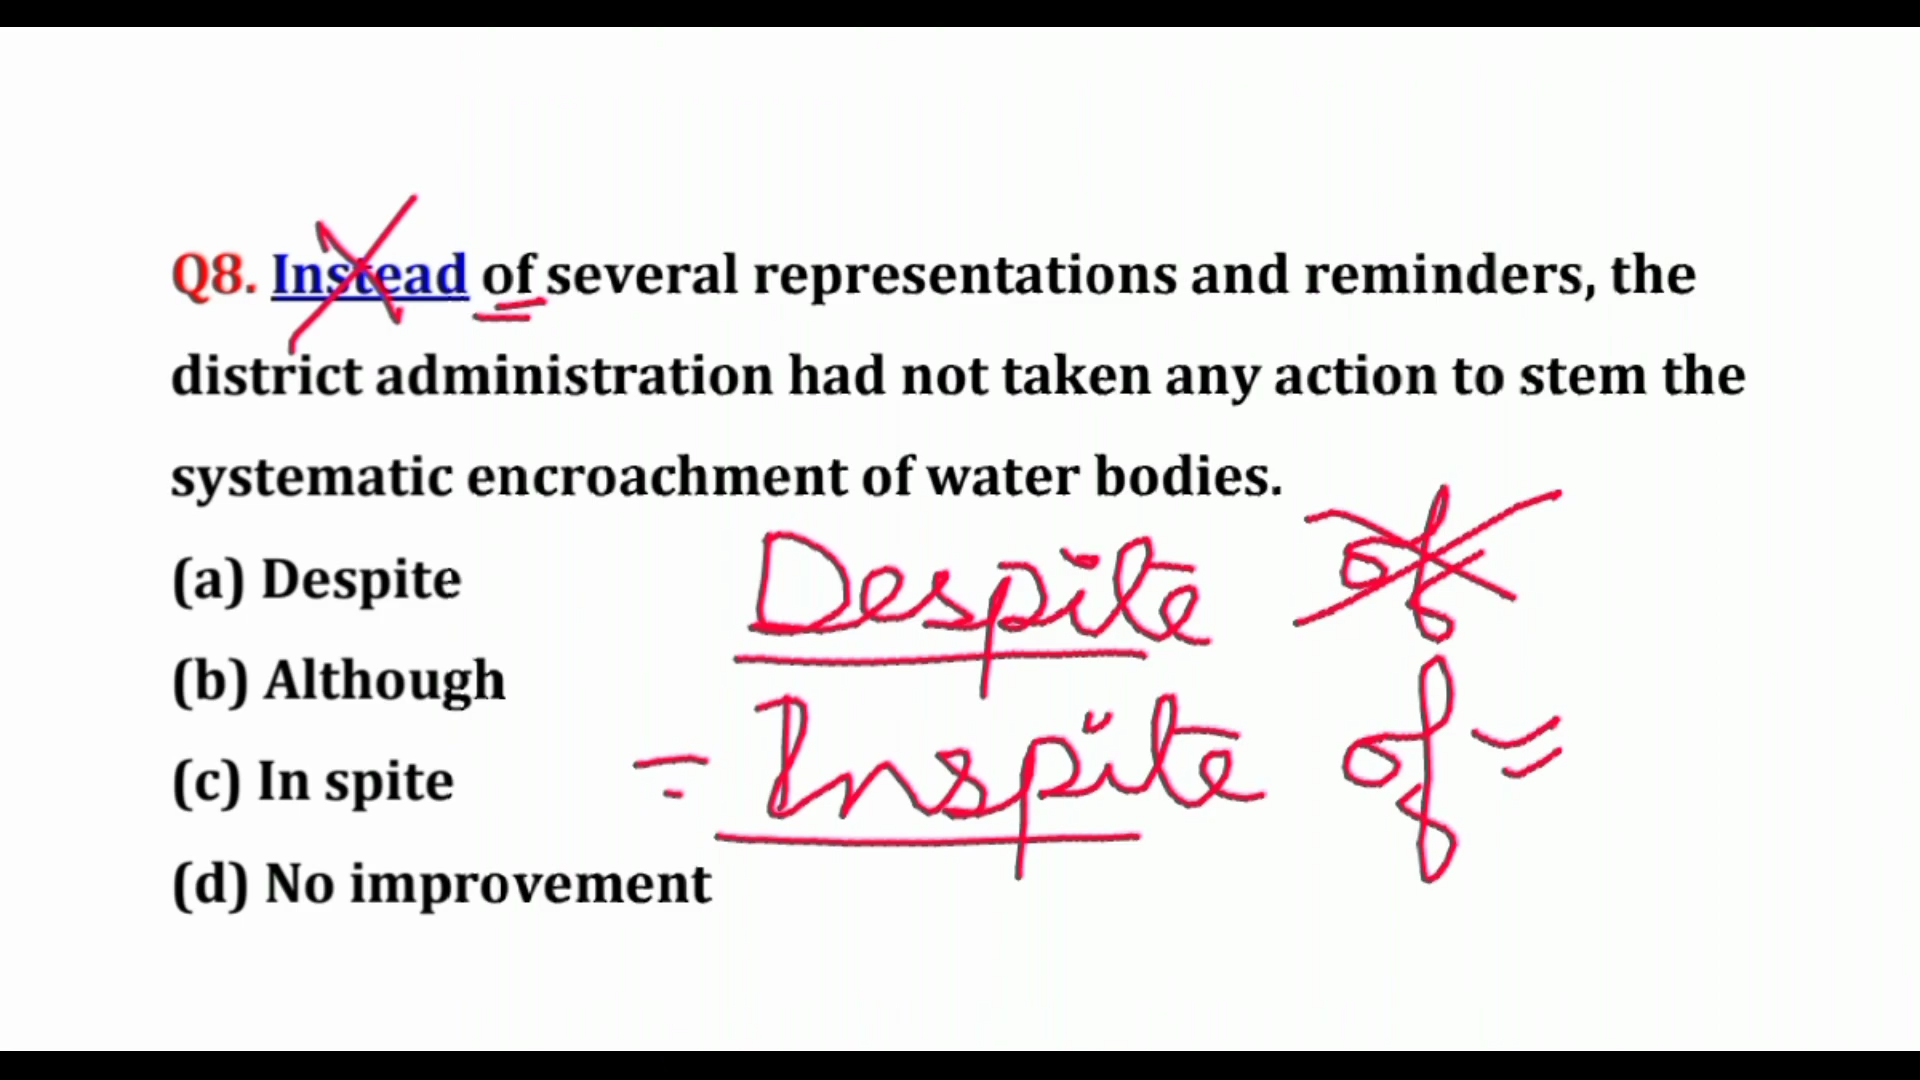 Q8. Instead of several representations and reminders, the
district administration had not taken any action to stem the
systematic encroachment of water bodies.
(a) Despite
Despite of
(b) Although
(c) In spite
= Inspite of =
(d) No improvement